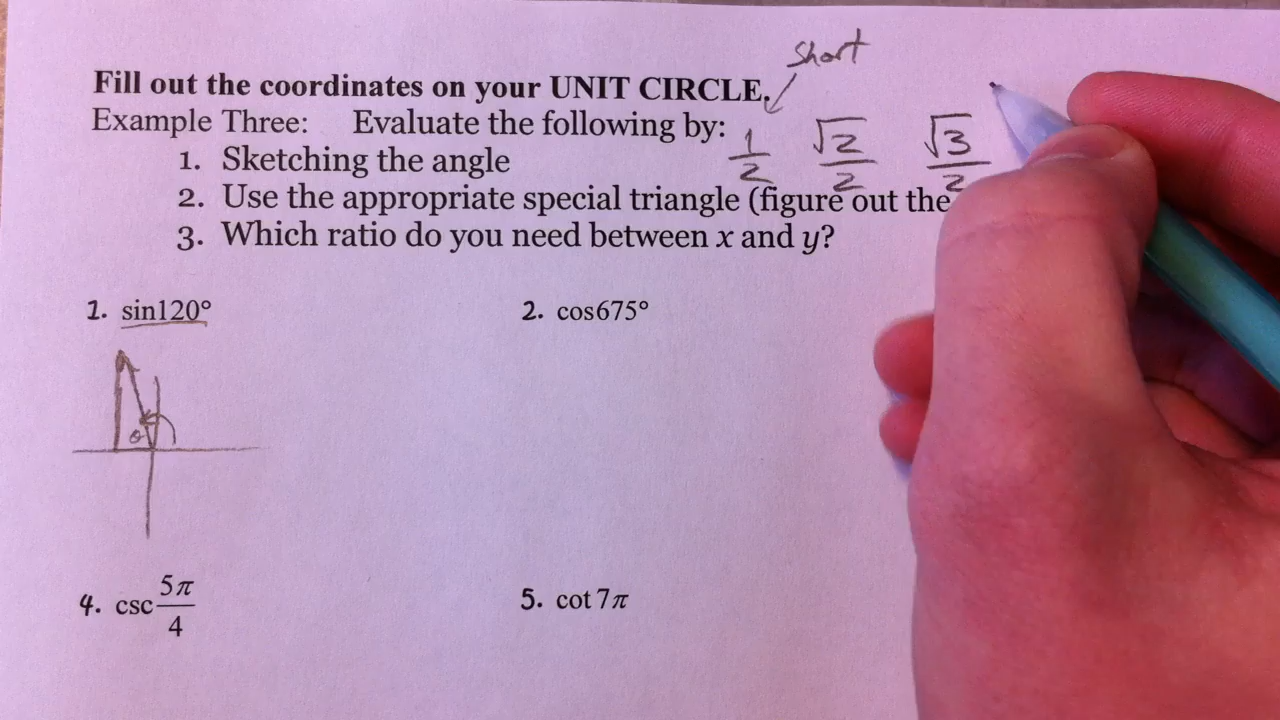 short
Fill out the coordinates on your UNIT CIRCLE.
Example Three: Evaluate the following by:
1/2 √2/2 √3/2
1. Sketching the angle
2. Use the appropriate special triangle (figure out the
3. Which ratio do you need between x and y?
1. sin120° 2. cos675°
θ
4. csc 5π/4 5. cot 7π